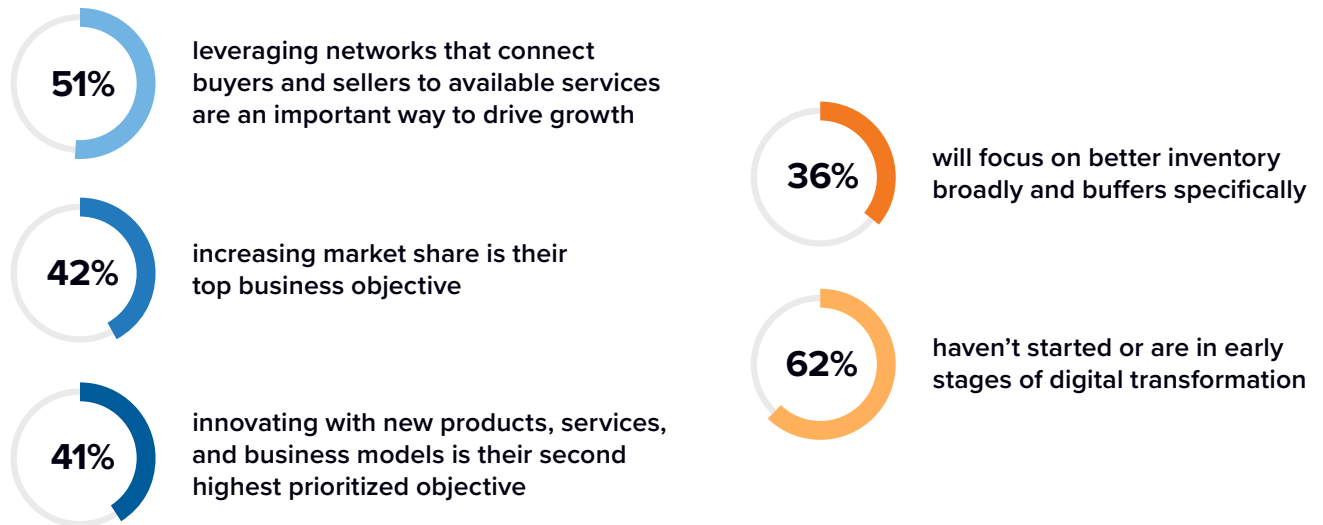 51%
leveraging networks that connect
buyers and sellers to available services
are an important way to drive growth
42%
increasing market share is their
top business objective
41%
innovating with new products, services,
and business models is their second
highest prioritized objective
36%
will focus on better inventory
broadly and buffers specifically
62%
haven’t started or are in early
stages of digital transformation